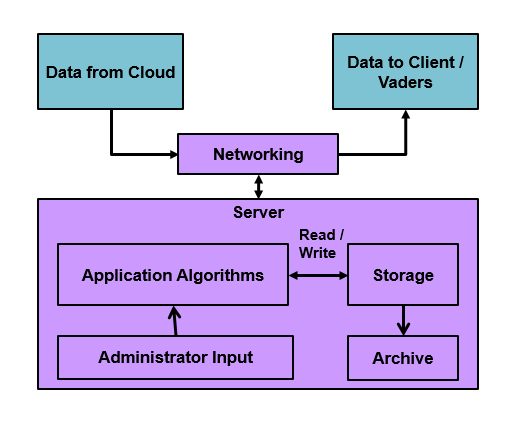 Data from Cloud
Data to Client /
Vaders
Networking
Server
Read /
Write
Application Algorithms
Storage
Administrator Input
Archive